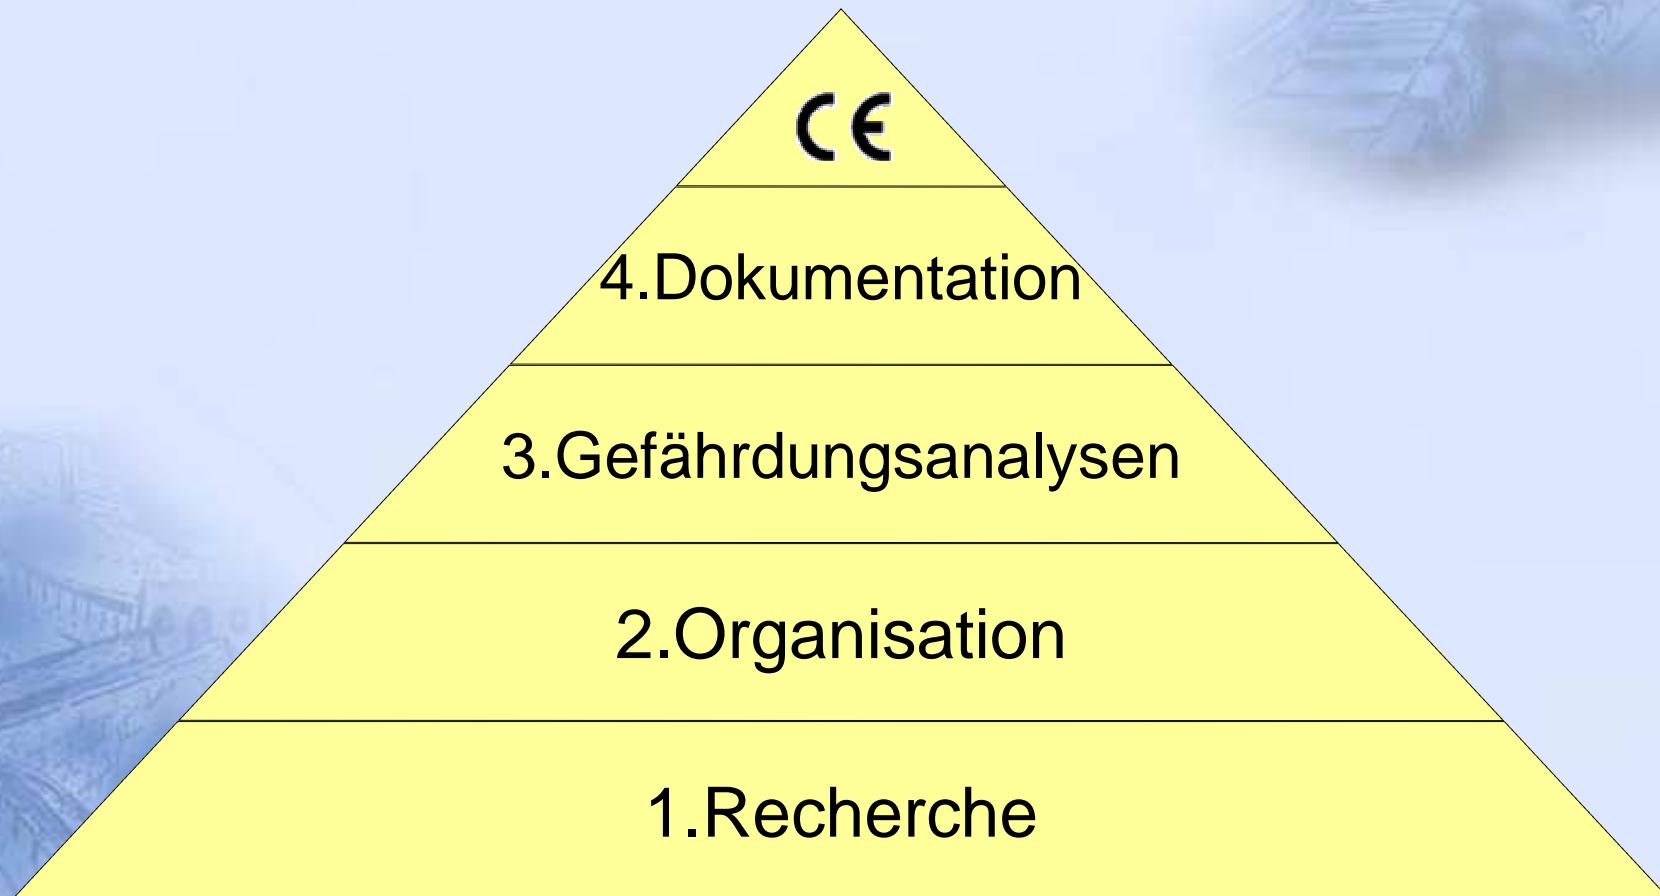 CE
4.Dokumentation
3.Gefährdungsanalysen
2.Organisation
1.Recherche